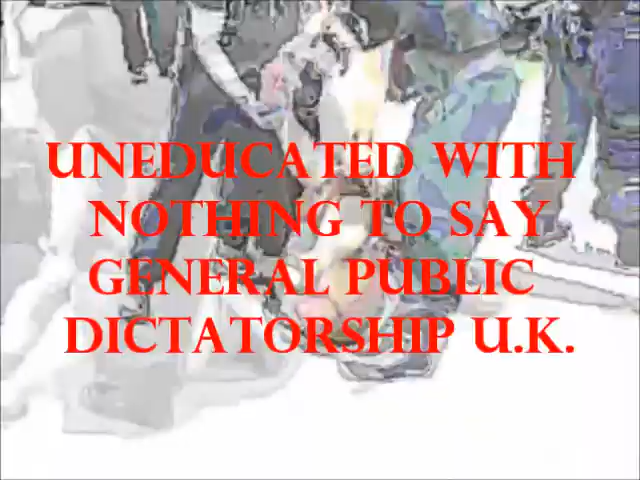 UNEDUCATED WITH
NOTHING TO SAY
GENERAL PUBLIC
DICTATORSHIP U.K.